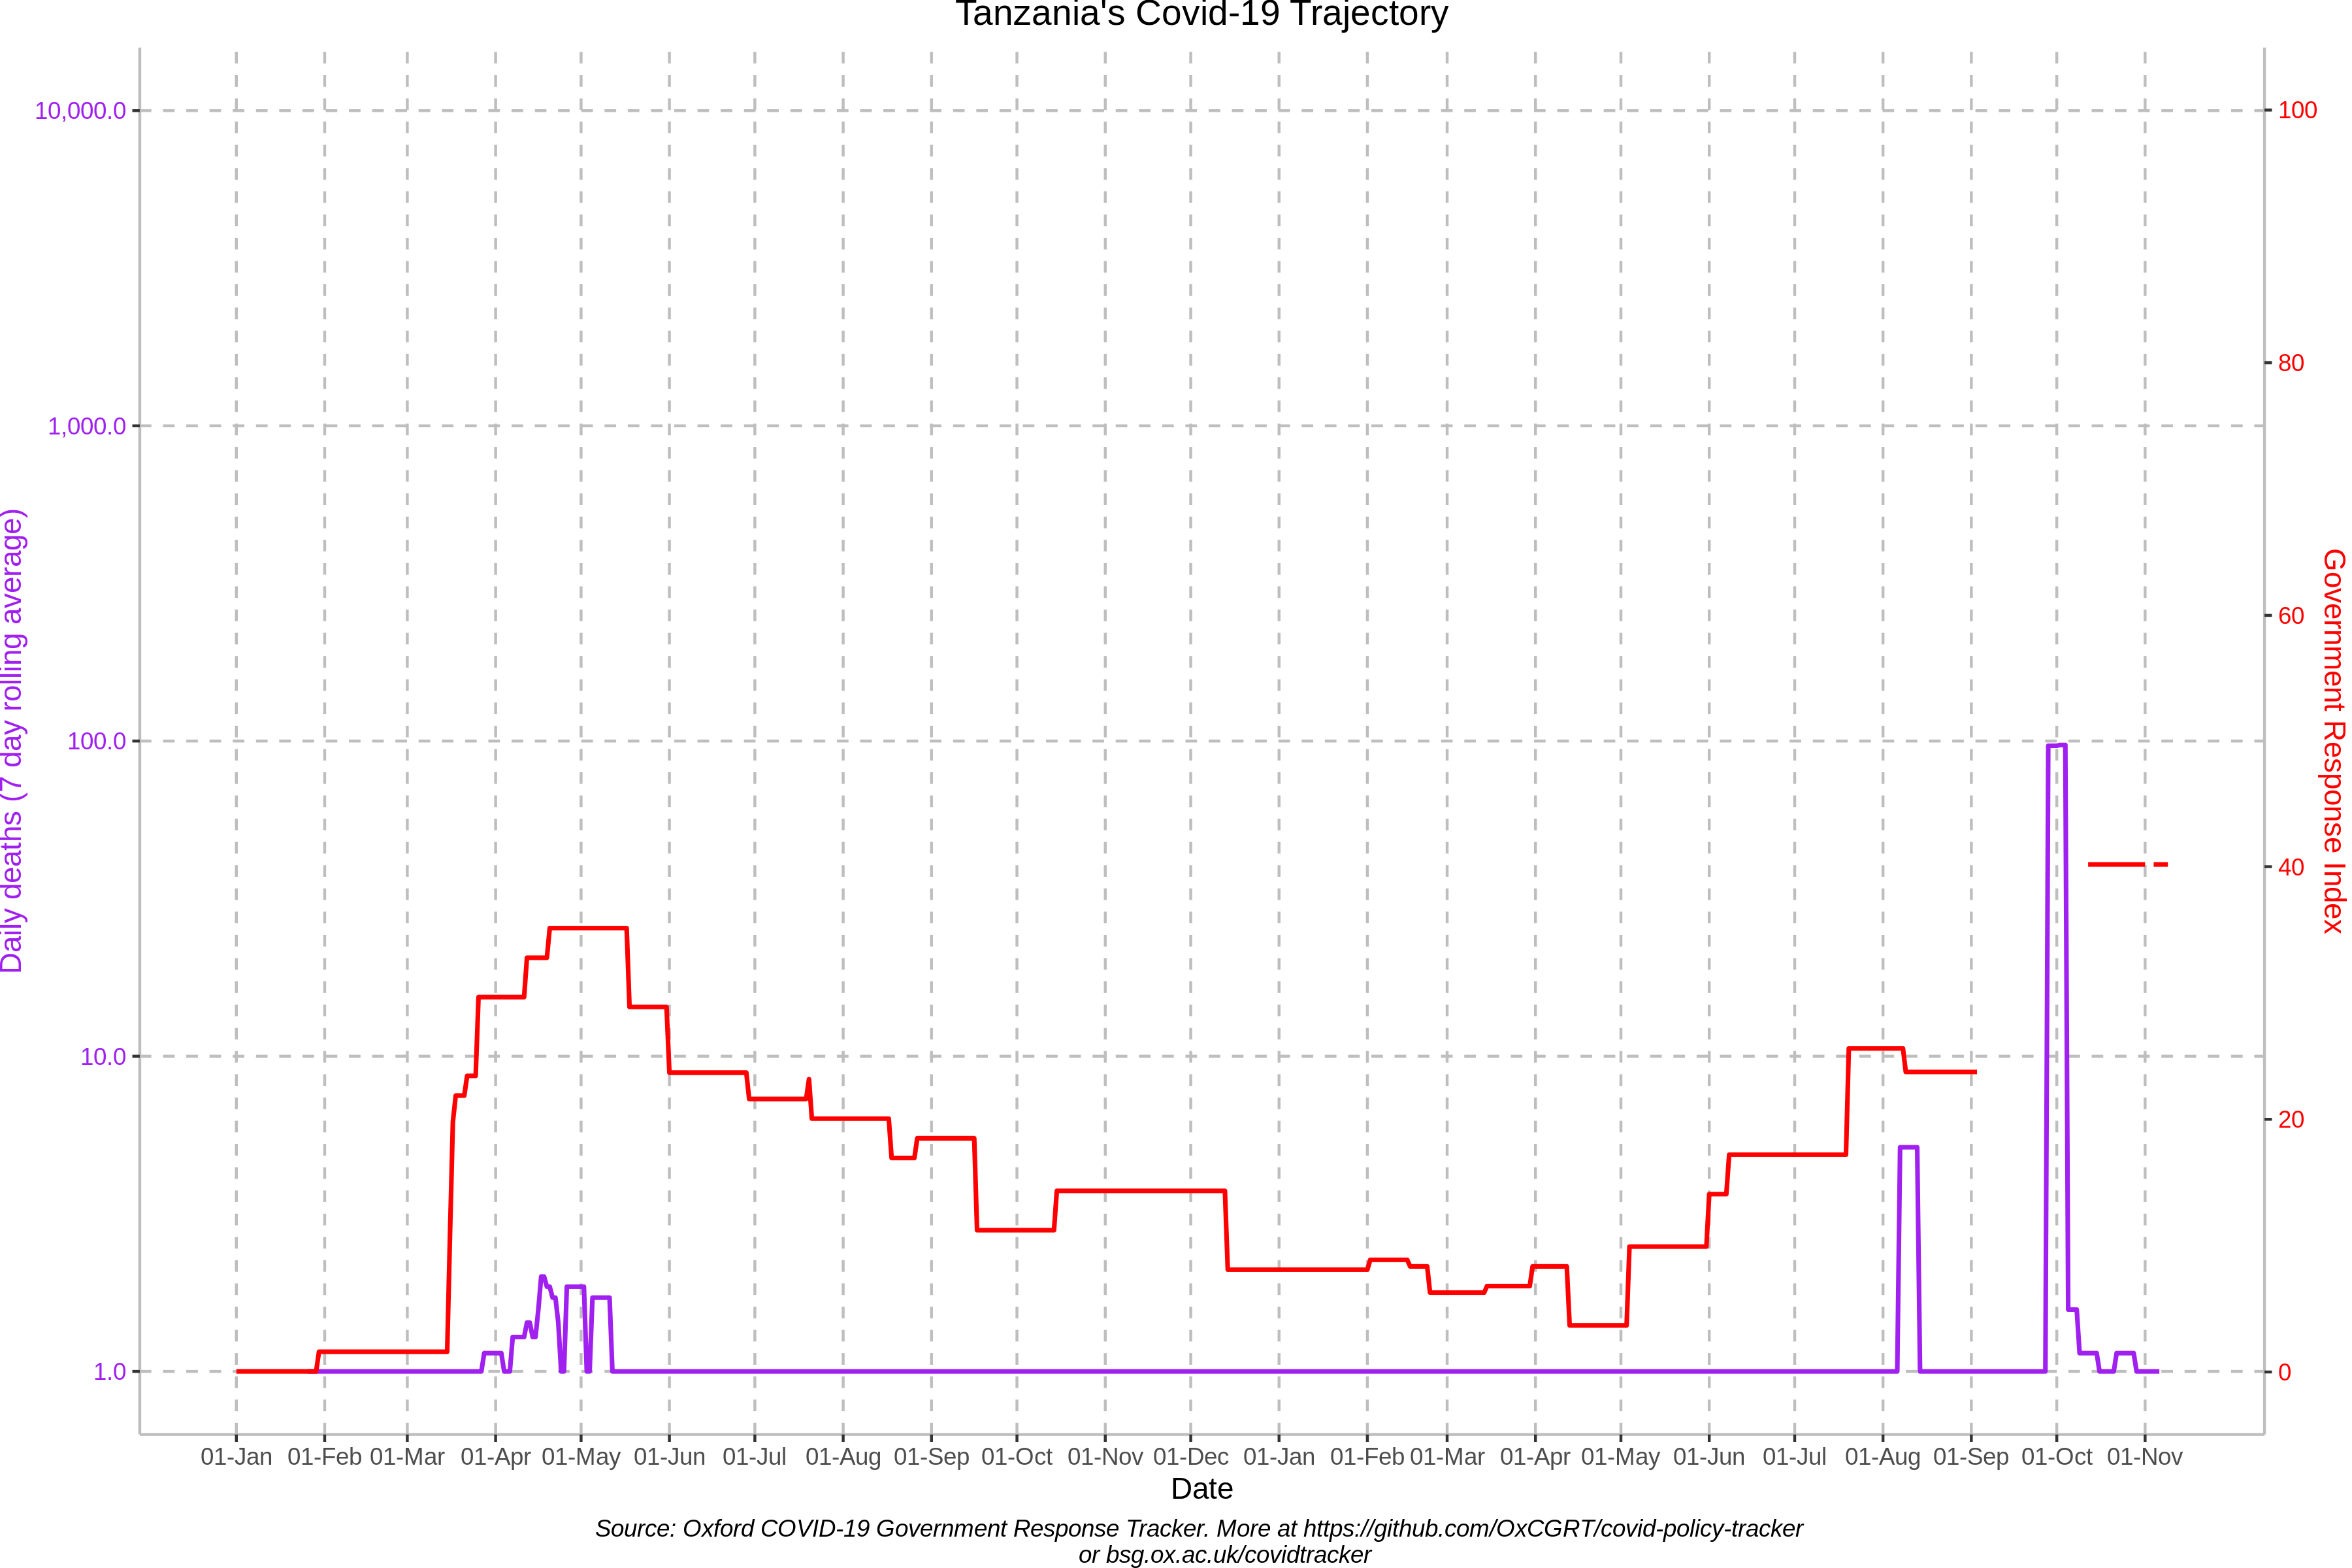 Tanzania's Covid-19 Trajectory
Daily deaths (7 day rolling average)
10,000.0
1,000.0
100.0
10.0
1.0
100
80
60
40
20
0
Government Response Index
01-Jan 01-Feb 01-Mar 01-Apr 01-May 01-Jun 01-Jul 01-Aug 01-Sep 01-Oct 01-Nov 01-Dec 01-Jan 01-Feb 01-Mar 01-Apr 01-May 01-Jun 01-Jul 01-Aug 01-Sep 01-Oct 01-Nov
Date
Source: Oxford COVID-19 Government Response Tracker. More at https://github.com/OxCGRT/covid-policy-tracker
or bsg.ox.ac.uk/covidtracker